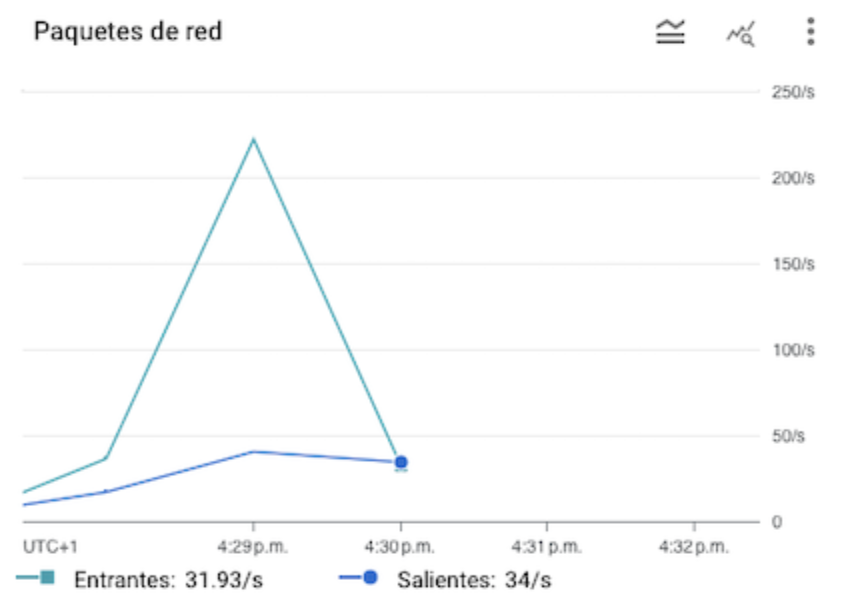 Paquetes de red
250/s
200/s
150/s
100/s
50/s
0
UTC+1 4:29 p.m. 4:30 p.m. 4:31 p.m. 4:32 p.m.
Entrantes: 31.93/s Salientes: 34/s